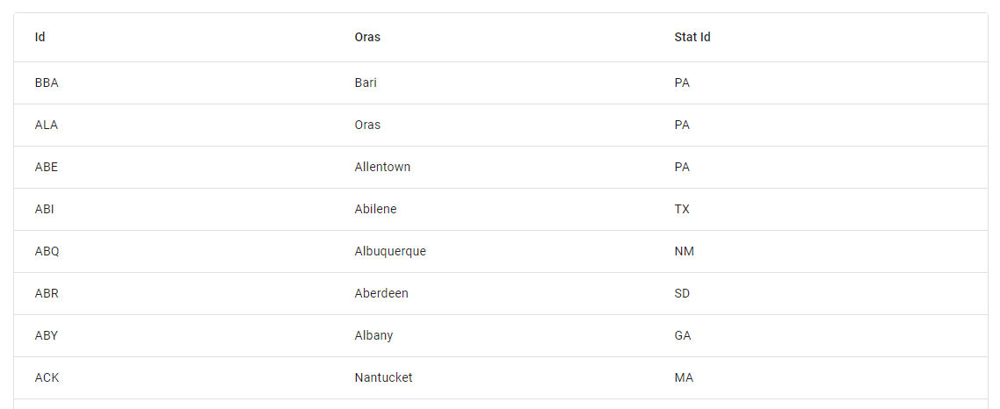 Id Oras Stat Id
BBA Bari PA
ALA Oras PA
ABE Allentown PA
ABI Abilene TX
ABQ Albuquerque NM
ABR Aberdeen SD
ABY Albany GA
ACK Nantucket MA